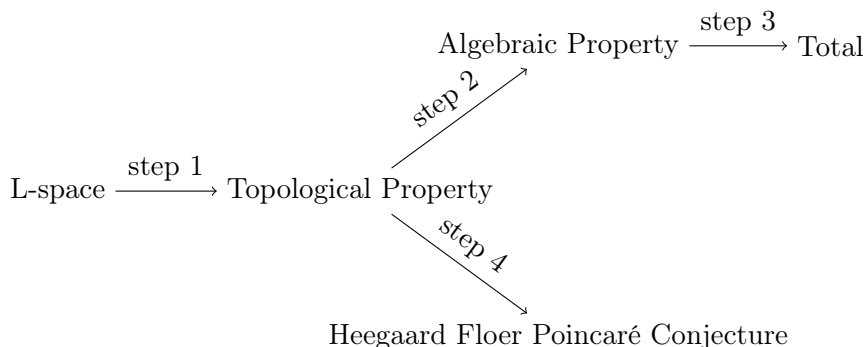 Algebraic Property
step 3
Total
step 2
L-space
step 1
Topological Property
step 4
Heegaard Floer Poincaré Conjecture